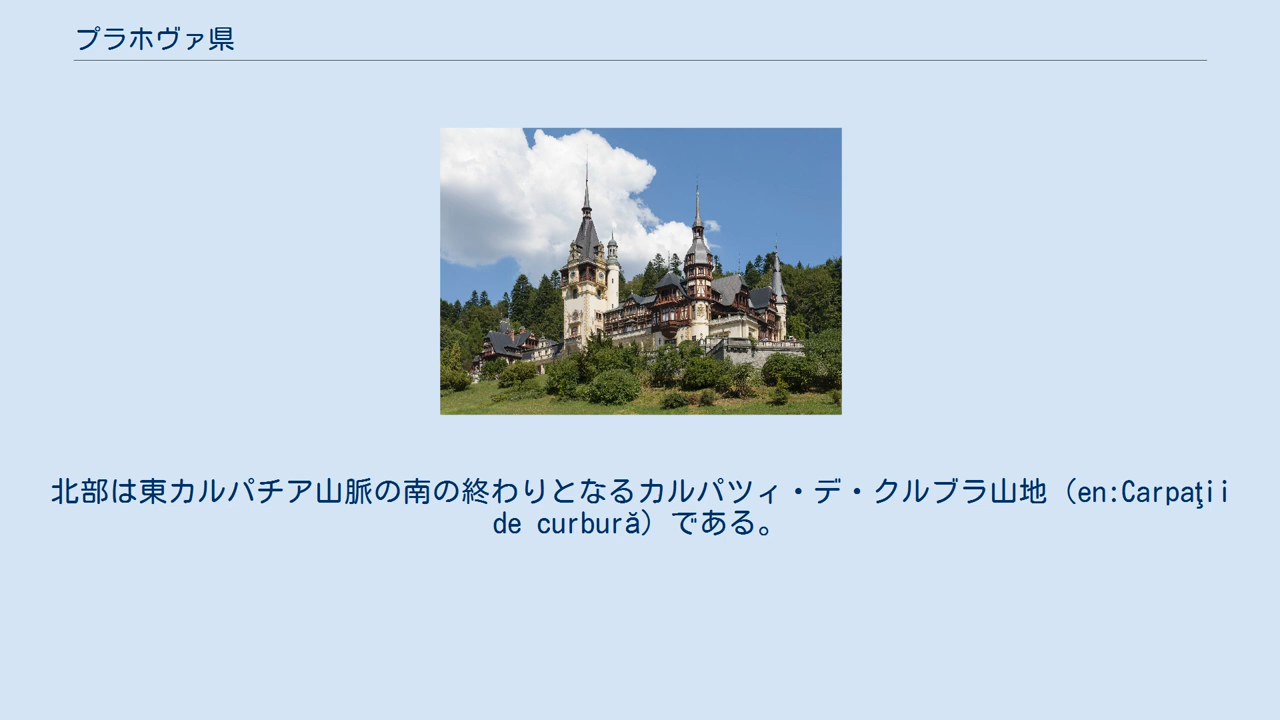 プラホヴァ県
北部は東カルパチア山脈の南の終わりとなるカルパツィ・デ・クルブラ山地（en:Carpaţii
de curbură）である。